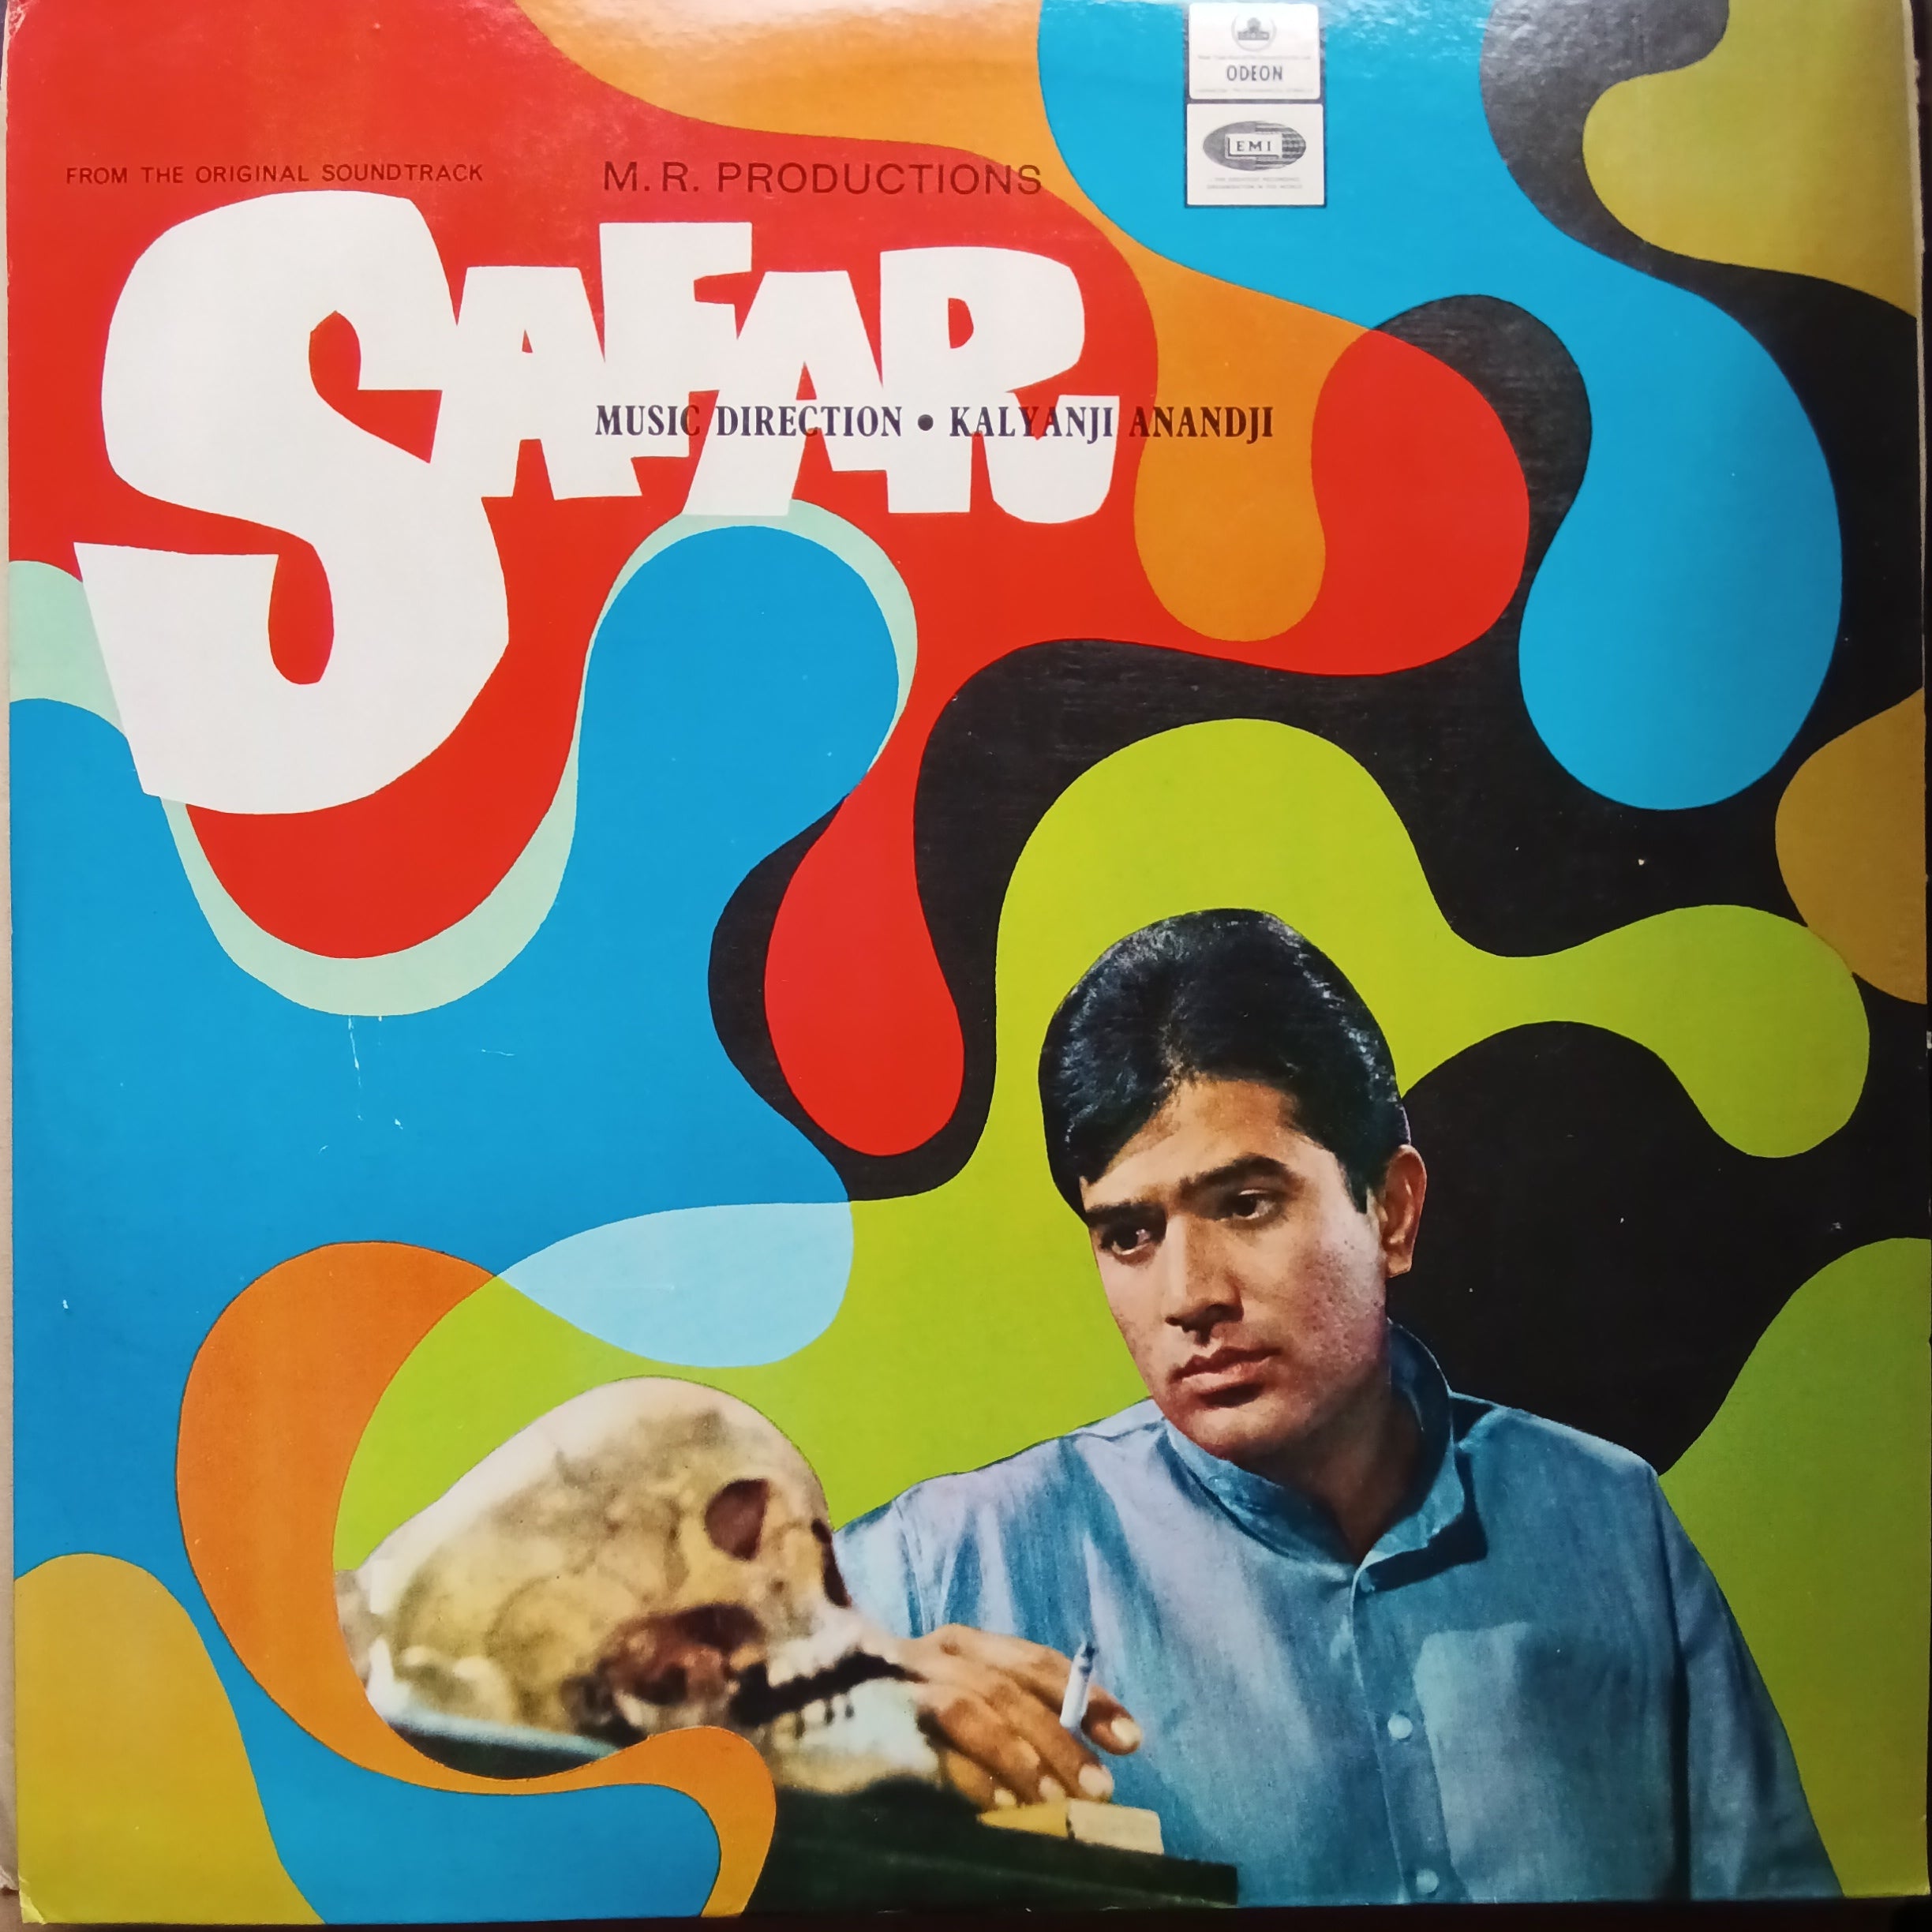 ODEON
EMI
FROM THE ORIGINAL SOUNDTRACK
M. R. PRODUCTIONS
SAFAR
MUSIC DIRECTION • KALYANJI ANANDJI